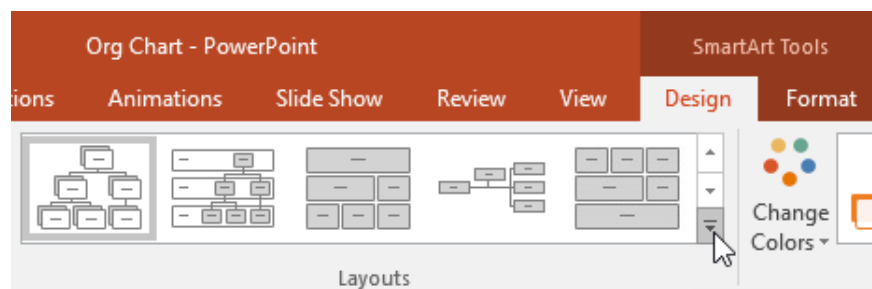 Org Chart - PowerPoint
SmartArt Tools
tions Animations Slide Show Review View Design Format
Change
Colors
Layouts